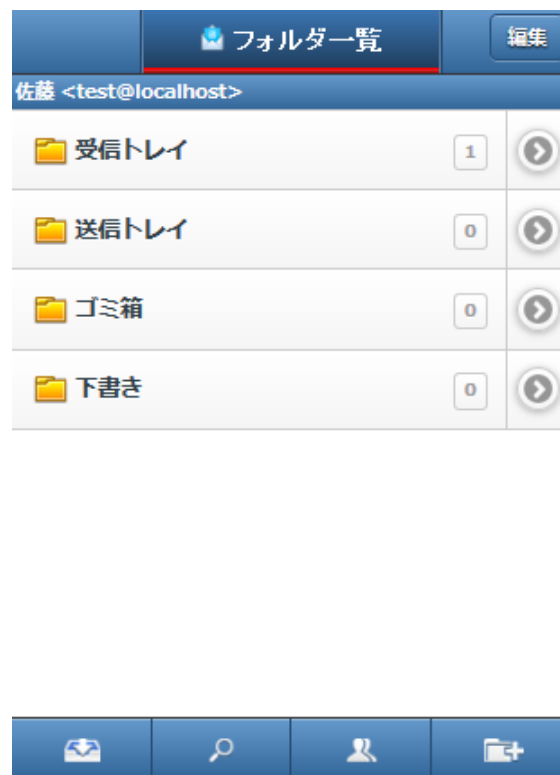 フォルダ一覧
編集
佐藤 <test@localhost>
受信トレイ 1
送信トレイ 0
ゴミ箱 0
下書き 0